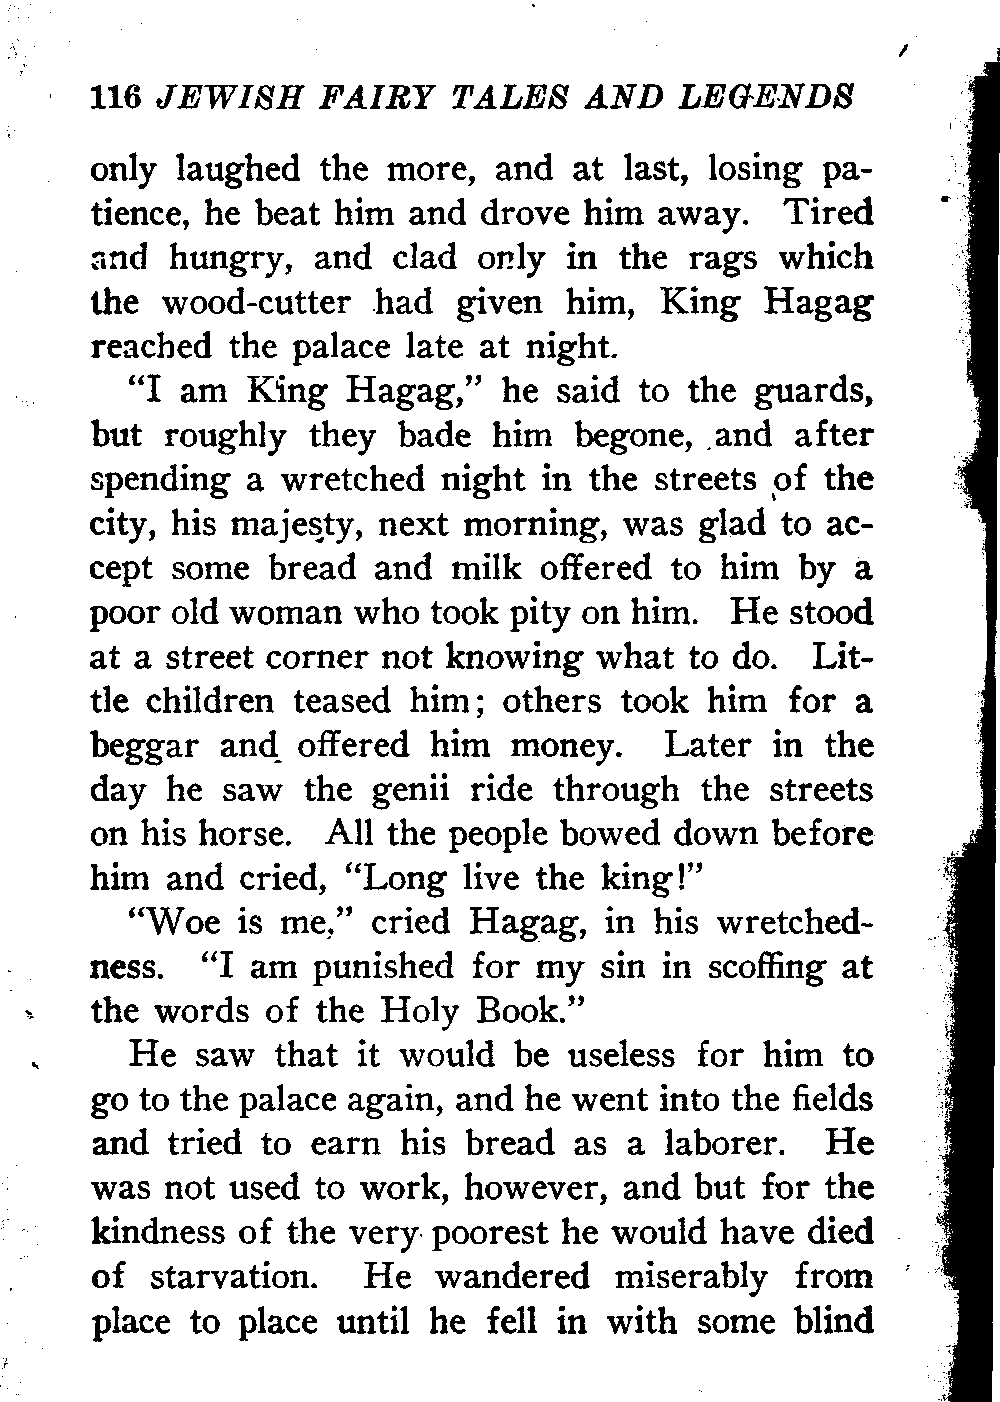 116 JEWISH FAIRY TALES AND LEGENDS
only laughed the more, and at last, losing pa-
tience, he beat him and drove him away. Tired
and hungry, and clad only in the rags which
the wood-cutter had given him, King Hagag
reached the palace late at night.
“I am King Hagag,” he said to the guards,
but roughly they bade him begone, and after
spending a wretched night in the streets of the
city, his majesty, next morning, was glad to ac-
cept some bread and milk offered to him by a
poor old woman who took pity on him. He stood
at a street corner not knowing what to do. Lit-
tle children teased him; others took him for a
beggar and offered him money. Later in the
day he saw the genii ride through the streets
on his horse. All the people bowed down before
him and cried, “Long live the king!”
“Woe is me,” cried Hagag, in his wretched-
ness. “I am punished for my sin in scoffing at
the words of the Holy Book.”
He saw that it would be useless for him to
go to the palace again, and he went into the fields
and tried to earn his bread as a laborer. He
was not used to work, however, and but for the
kindness of the very poorest he would have died
of starvation. He wandered miserably from
place to place until he fell in with some blind